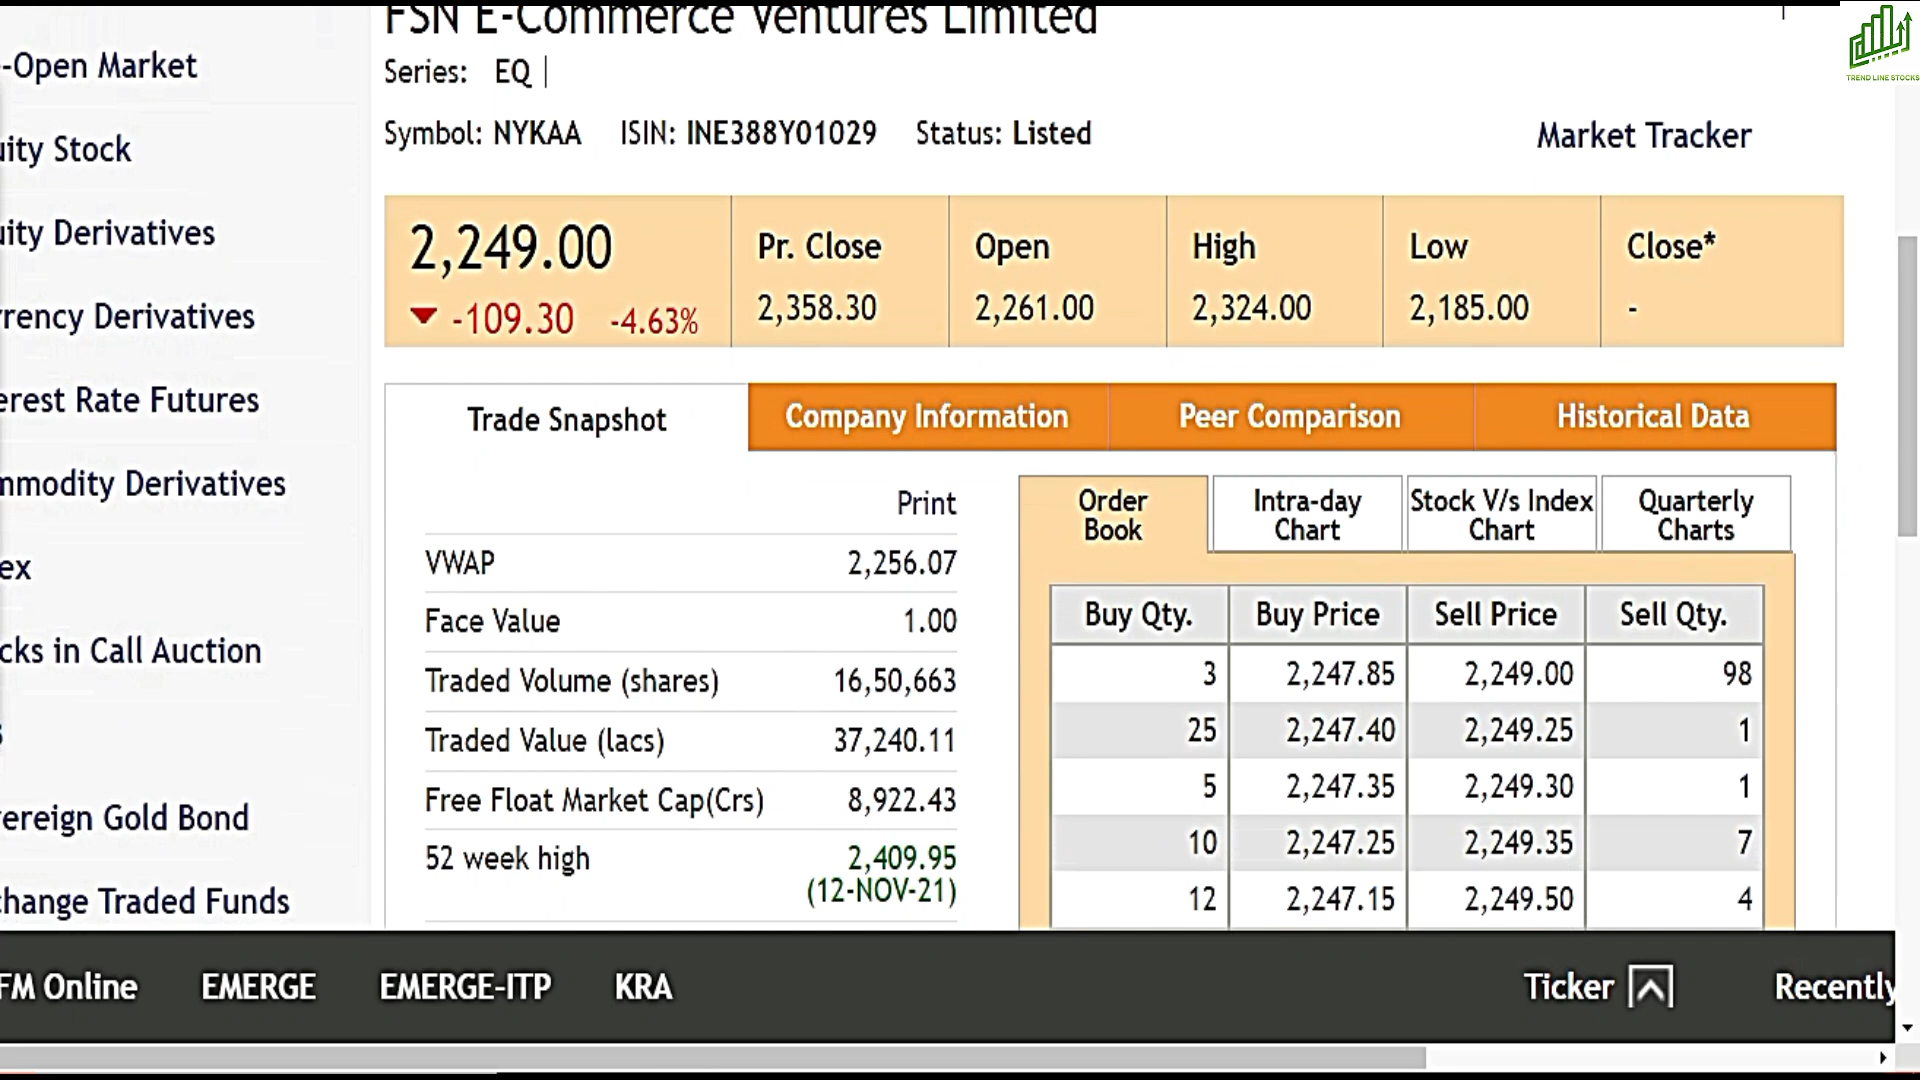 FSN E-Commerce Ventures Limited
TREND LINE STOCKS
Series: EQ |
Symbol: NYKAA ISIN: INE388Y01029 Status: Listed
Market Tracker
-Open Market
uity Stock
uity Derivatives
rrency Derivatives
erest Rate Futures
mmodity Derivatives
ex
cks in Call Auction
s
vereign Gold Bond
change Traded Funds
2,249.00 Pr. Close Open High Low Close*
-109.30 -4.63% 2,358.30 2,261.00 2,324.00 2,185.00 -
Trade Snapshot Company Information Peer Comparison Historical Data
Print
VWAP 2,256.07
Face Value 1.00
Traded Volume (shares) 16,50,663
Traded Value (lacs) 37,240.11
Free Float Market Cap(Crs) 8,922.43
52 week high 2,409.95
(12-NOV-21)
Order Intra-day Stock V/s Index Quarterly
Book Chart Chart Charts
Buy Qty. Buy Price Sell Price Sell Qty.
3 2,247.85 2,249.00 98
25 2,247.40 2,249.25 1
5 2,247.35 2,249.30 1
10 2,247.25 2,249.35 7
12 2,247.15 2,249.50 4
FM Online EMERGE EMERGE-ITP KRA Ticker Recently